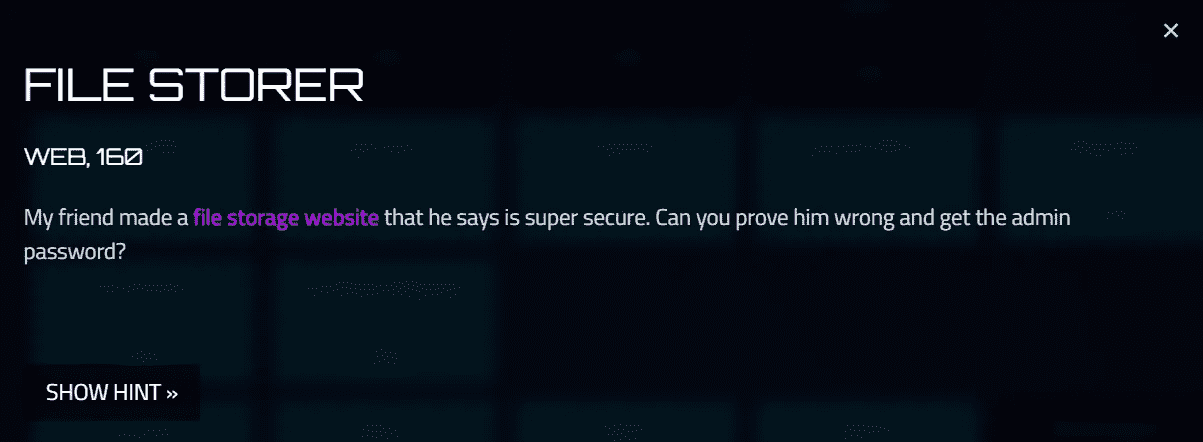 ×
FILE STORER
WEB, 160
My friend made a file storage website that he says is super secure. Can you prove him wrong and get the admin
password?
SHOW HINT »